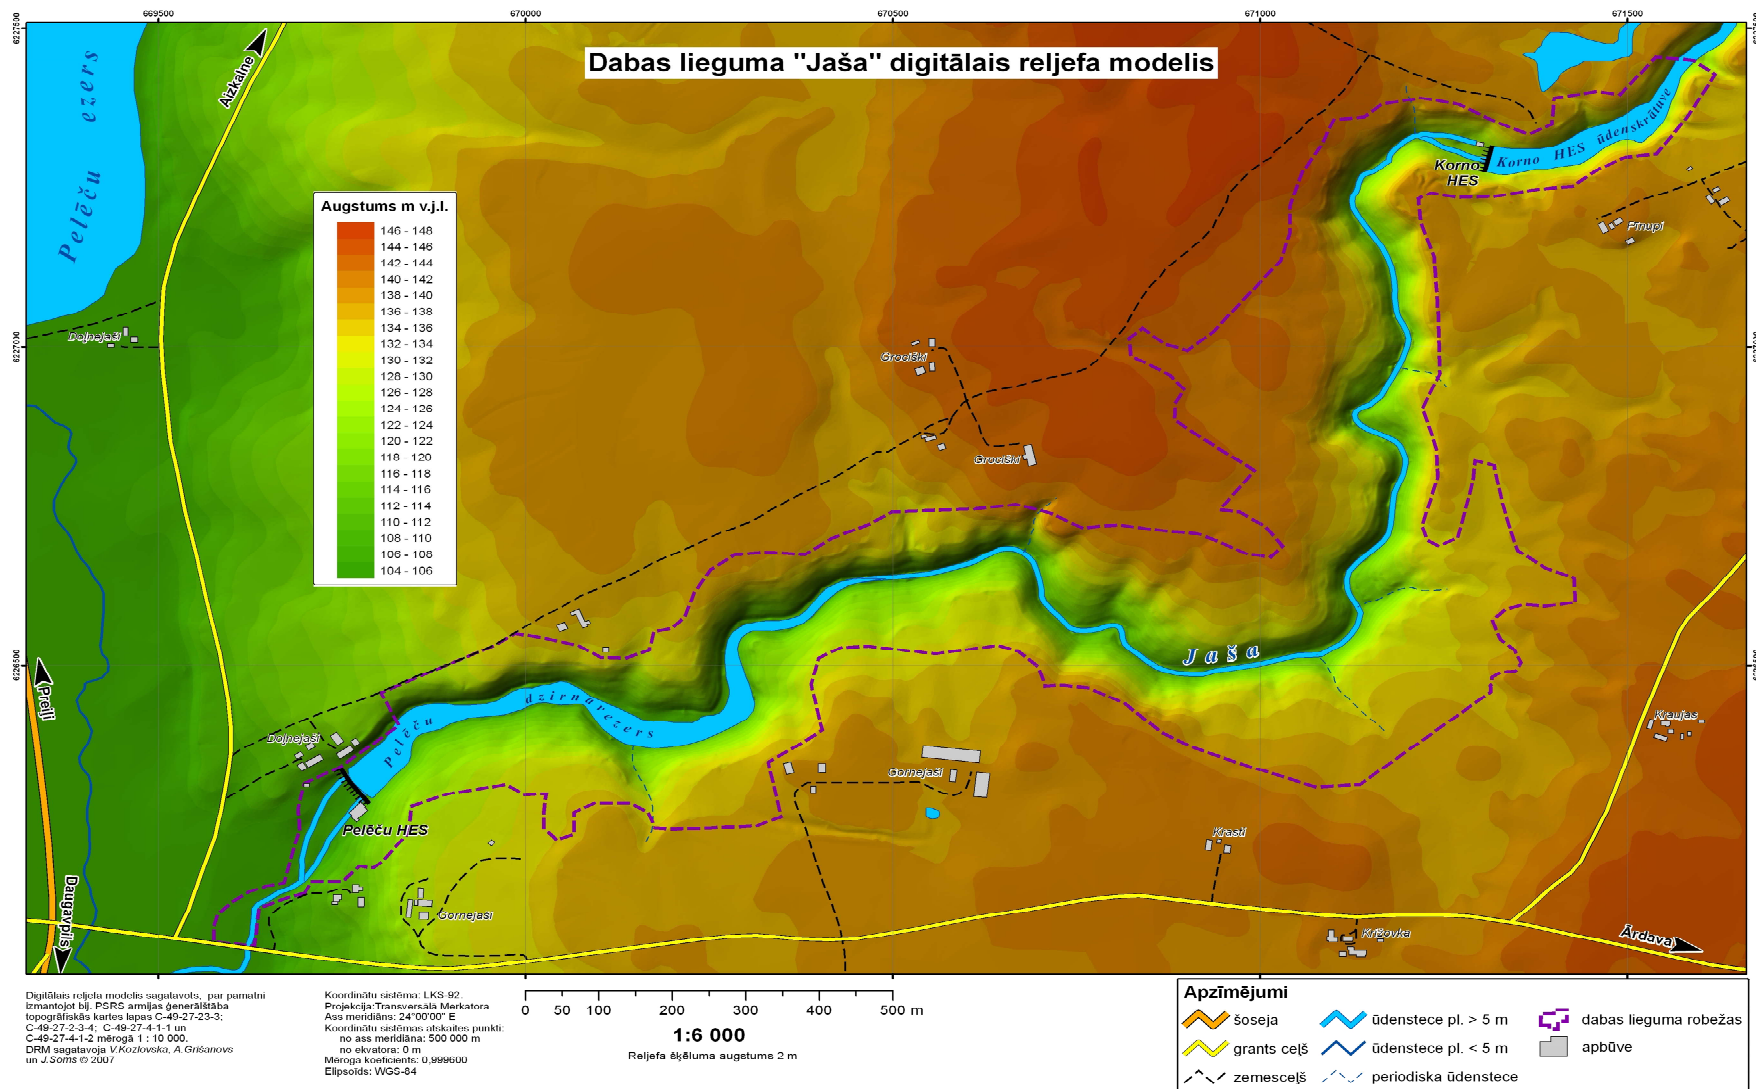 669500
670000
670500
671000
671500
6227500
Dabas lieguma "Jaša" digitālais reljefa modelis
Pelēču ezers
Aizkalne
Korno HES ūdenskrātuve
Korno
HES
Pinupi
Augstums m v.j.l.
146 - 148
144 - 146
142 - 144
140 - 142
138 - 140
136 - 138
134 - 136
132 - 134
130 - 132
128 - 130
126 - 128
124 - 126
122 - 124
120 - 122
118 - 120
116 - 118
114 - 116
112 - 114
110 - 112
108 - 110
106 - 108
104 - 106
Doļnejaši
6227000
Grociški
Grociški
6226500
Jaša
Preiļi
Pelēču dzirnavezers
Doļnejaši
Kraujas
Gornejaši
Pelēču HES
Krasti
Daugavpils
Gornejaši
Križovka
Ārdava
Digitālais reljefa modelis sagatavots, par pamatni
izmantojot bij. PSRS armijas ģenerālštāba
topogrāfiskās kartes lapas C-49-27-23-3;
C-49-27-2-3-4; C-49-27-4-1-1 un
C-49-27-4-1-2 mērogā 1 : 10 000.
DRM sagatavoja V.Kozlovska, A.Grišanovs
un J.Soms © 2007
Koordinātu sistēma: LKS-92.
Projekcija:Transversālā Merkatora
Ass meridiāns: 24°00'00" E
Koordinātu sistēmas atskaites punkti:
no ass meridiāna: 500 000 m
no ekvatora: 0 m
Mēroga koeficients: 0,999600
Elipsoīds: WGS-84
0 50 100 200 300 400 500 m
1:6 000
Reljefa šķēluma augstums 2 m
Apzīmējumi
šoseja
ūdenstece pl. > 5 m
dabas lieguma robežas
grants ceļš
ūdenstece pl. < 5 m
apbūve
zemesceļš
periodiska ūdenstece